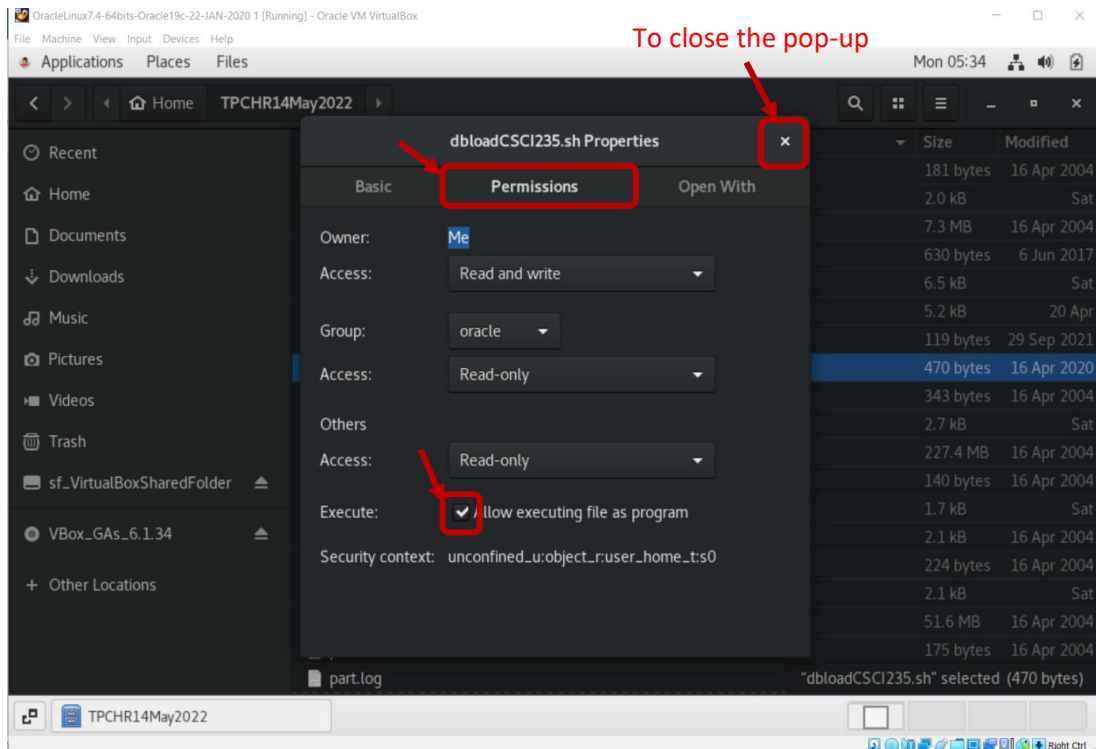 OracleLinux7.4-64bits-Oracle19c-22-JAN-2020 1 [Running] - Oracle VM VirtualBox
File Machine View Input Devices Help
To close the pop-up
Applications Places Files Mon 05:34
Home TPCHR14May2022
dbloadCSCI235.sh Properties
Size Modified
Recent
181 bytes 16 Apr 2004
Basic Permissions Open With
Home
2.0 kB Sat
Documents
Owner: Me
7.3 MB 16 Apr 2004
630 bytes 6 Jun 2017
Downloads
Access: Read and write
6.5 kB Sat
Music
5.2 kB 20 Apr
Group: oracle
119 bytes 29 Sep 2021
Pictures
Access: Read-only
470 bytes 16 Apr 2020
Videos
343 bytes 16 Apr 2004
Others
2.7 kB Sat
Trash
227.4 MB 16 Apr 2004
Access: Read-only
sf_VirtualBoxSharedFolder
140 bytes 16 Apr 2004
Execute: Allow executing file as program
1.7 kB Sat
VBox_GAs_6.1.34
2.1 kB 16 Apr 2004
Security context: unconfined_u:object_r:user_home_t:s0
224 bytes 16 Apr 2004
+ Other Locations
2.1 kB Sat
51.6 MB 16 Apr 2004
175 bytes 16 Apr 2004
part.log
"dbloadCSCI235.sh" selected (470 bytes)
TPCHR14May2022
Right Ctrl